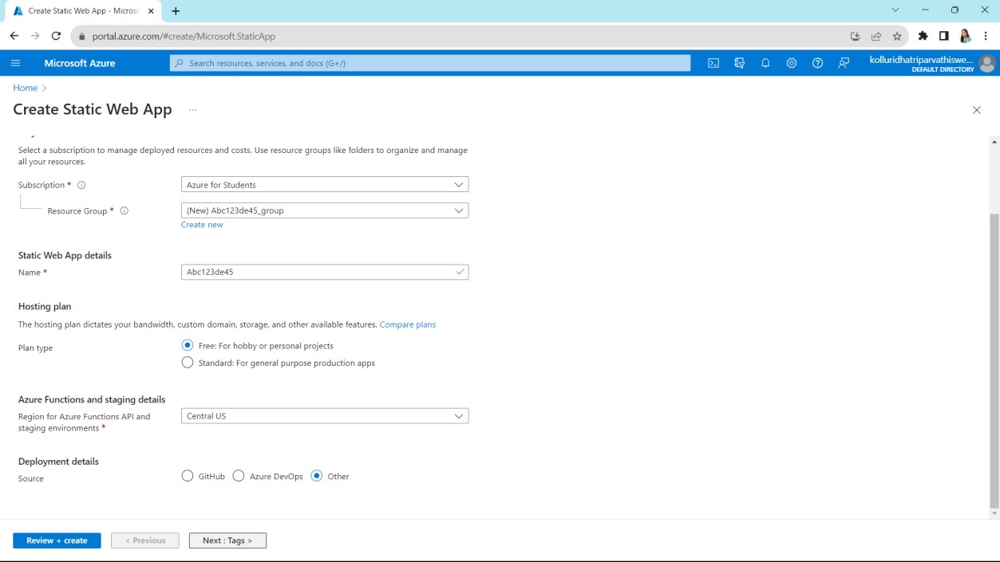 Create Static Web App - Micros
portal.azure.com/#create/Microsoft.StaticApp
Microsoft Azure
Search resources, services, and docs (G+/)
kolluridhatriparvathiswe...
DEFAULT DIRECTORY
Home >
Create Static Web App ...
Select a subscription to manage deployed resources and costs. Use resource groups like folders to organize and manage
all your resources.
Subscription *
Azure for Students
Resource Group *
(New) Abc123de45_group
Create new
Static Web App details
Name *
Abc123de45
Hosting plan
The hosting plan dictates your bandwidth, custom domain, storage, and other available features. Compare plans
Plan type
Free: For hobby or personal projects
Standard: For general purpose production apps
Azure Functions and staging details
Region for Azure Functions API and
staging environments *
Central US
Deployment details
Source
GitHub Azure DevOps Other
Review + create < Previous Next : Tags >